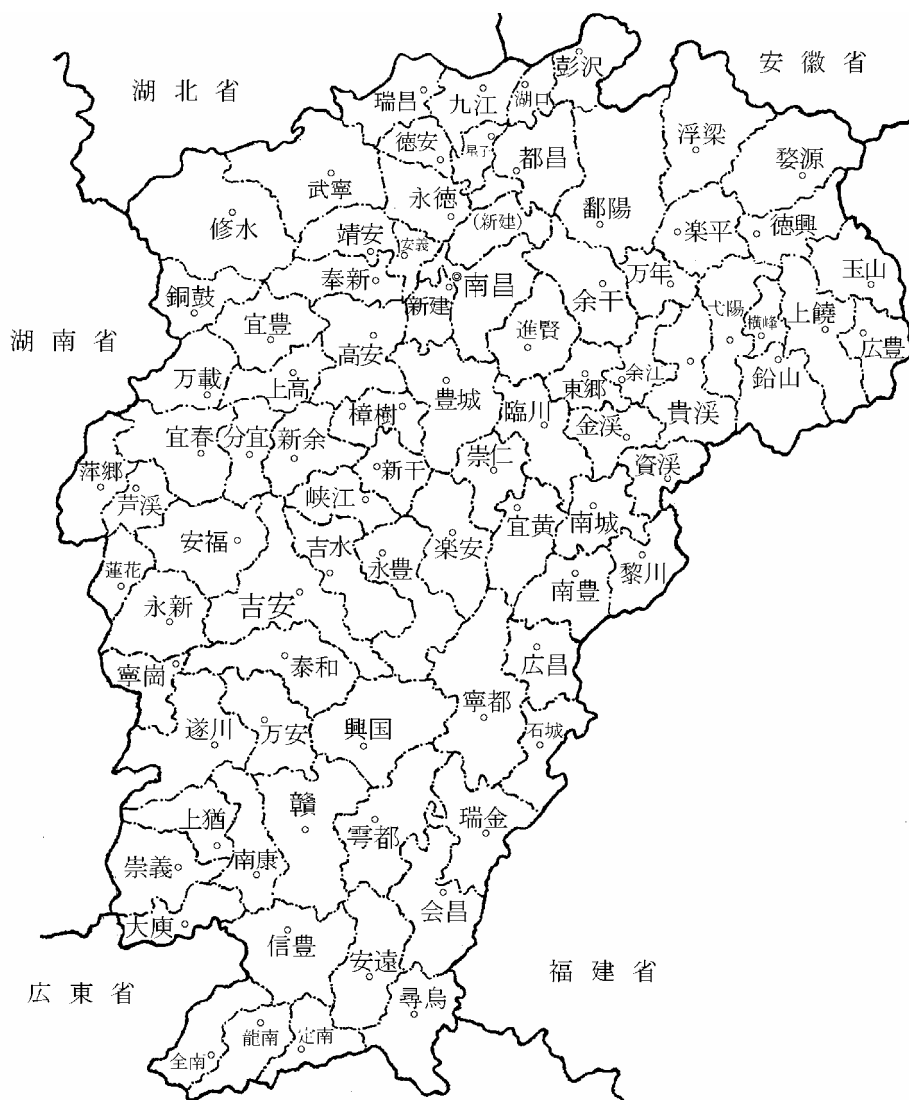 湖北省
安徽省
彭沢
瑞昌
九江
湖口
浮梁
徳安
都昌
婺源
武寧
永徳
鄱陽
修水
(新建)
靖安
安義
楽平
徳興
奉新
南昌
万年
玉山
銅鼓
新建
余干
弋陽
横峰
上饒
宜豊
進賢
湖南省
高安
広豊
万載
上高
豊城
東郷
余江
鉛山
樟樹
臨川
貴渓
宜春
分宜
新余
金渓
崇仁
新干
資渓
萍郷
芦渓
峡江
宜黄
南城
安福
吉水
永豊
楽安
蓮花
黎川
永新
吉安
南豊
泰和
広昌
寧崗
寧都
遂川
万安
興国
石城
贛
上猶
雩都
瑞金
崇義
南康
会昌
大庾
信豊
安遠
福建省
広東省
尋烏
龍南
定南
全南